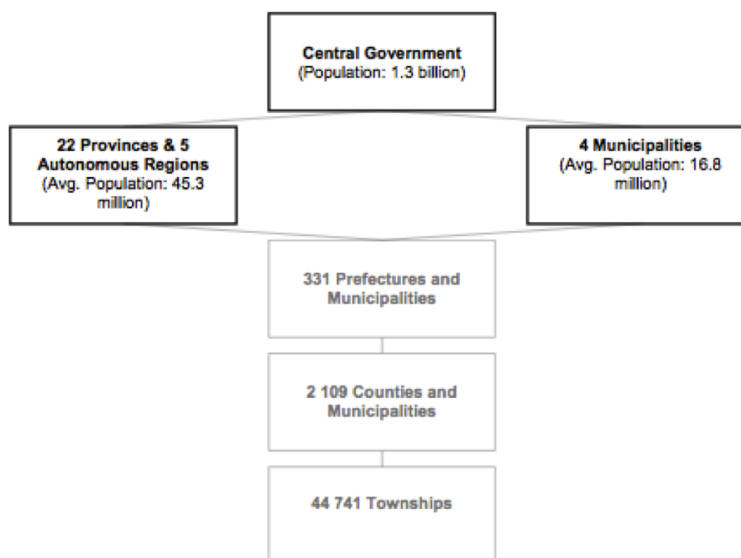 Central Government
(Population: 1.3 billion)
22 Provinces & 5
Autonomous Regions
(Avg. Population: 45.3
million)
4 Municipalities
(Avg. Population: 16.8
million)
331 Prefectures and
Municipalities
2 109 Counties and
Municipalities
44 741 Townships